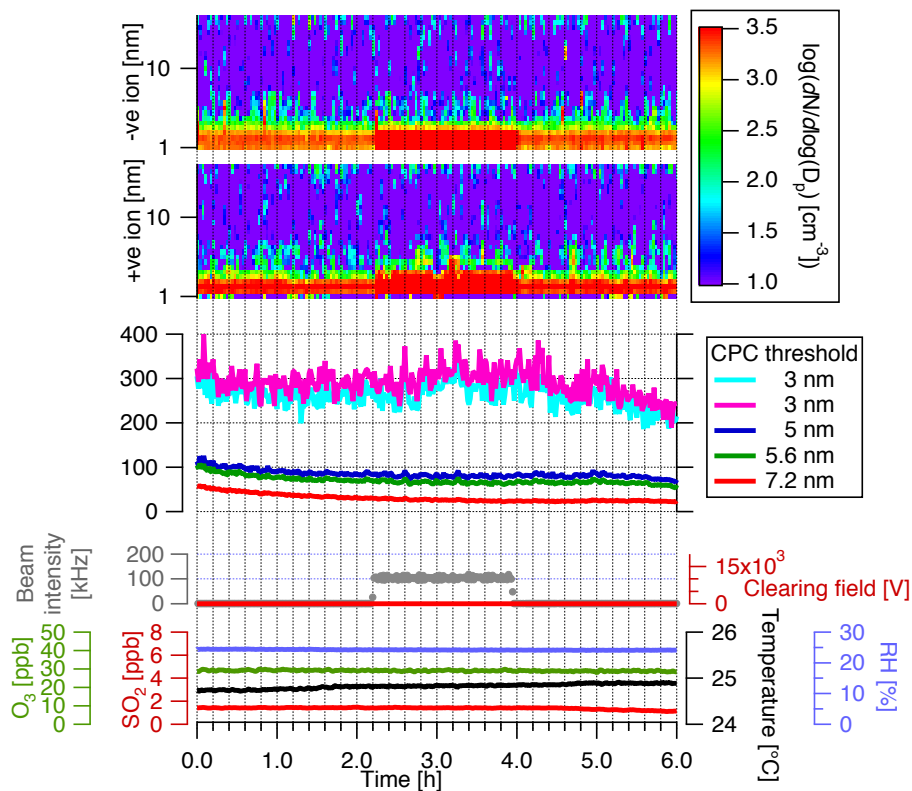 -ve ion [nm]
10
1
+ve ion [nm]
10
1
3.5
3.0
2.5
2.0
1.5
1.0
log(dN/dlog(Dp) [cm-3])
400
300
200
100
0
CPC threshold
3 nm
3 nm
5 nm
5.6 nm
7.2 nm
Beam
intensity
[kHz]
200
100
0
15x10³
0
Clearing field [V]
O3 [ppb]
50
40
30
20
10
0
SO2 [ppb]
8
6
4
2
0
26
25
24
Temperature [°C]
30
20
10
0
RH [%]
0.0
1.0
2.0
3.0
4.0
5.0
6.0
Time [h]